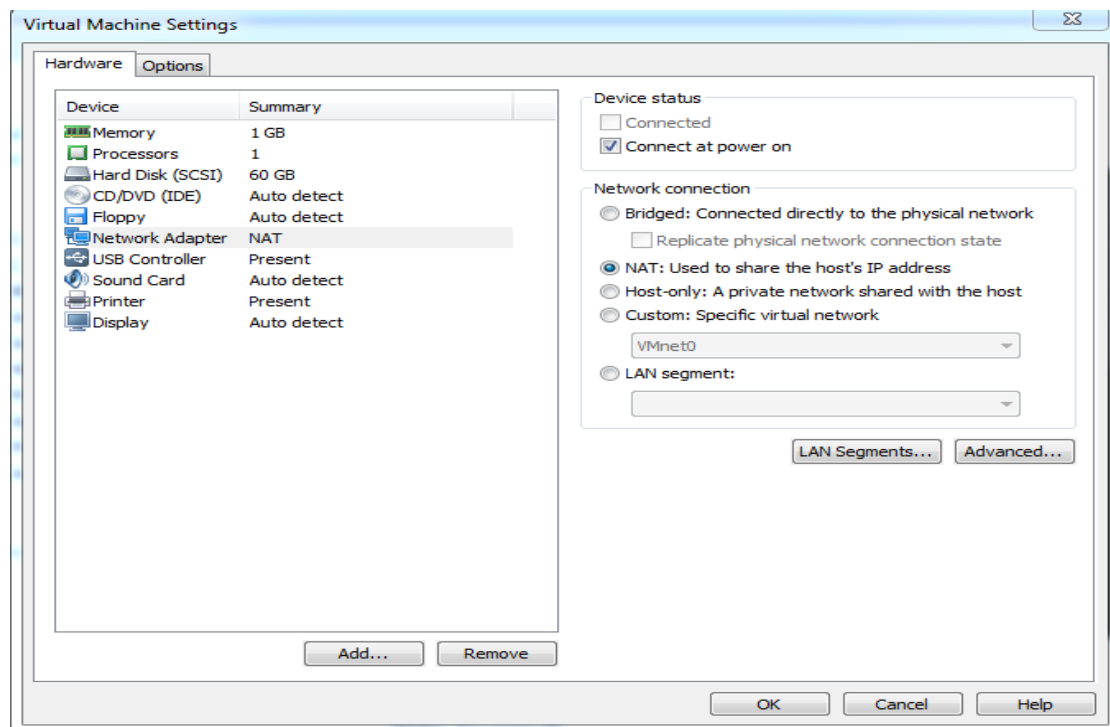 Virtual Machine Settings
Hardware
Options
Device Summary
Memory 1 GB
Processors 1
Hard Disk (SCSI) 60 GB
CD/DVD (IDE) Auto detect
Floppy Auto detect
Network Adapter NAT
USB Controller Present
Sound Card Auto detect
Printer Present
Display Auto detect
Add... Remove
Device status
Connected
Connect at power on
Network connection
Bridged: Connected directly to the physical network
Replicate physical network connection state
NAT: Used to share the host's IP address
Host-only: A private network shared with the host
Custom: Specific virtual network
VMnet0
LAN segment:
LAN Segments... Advanced...
OK Cancel Help